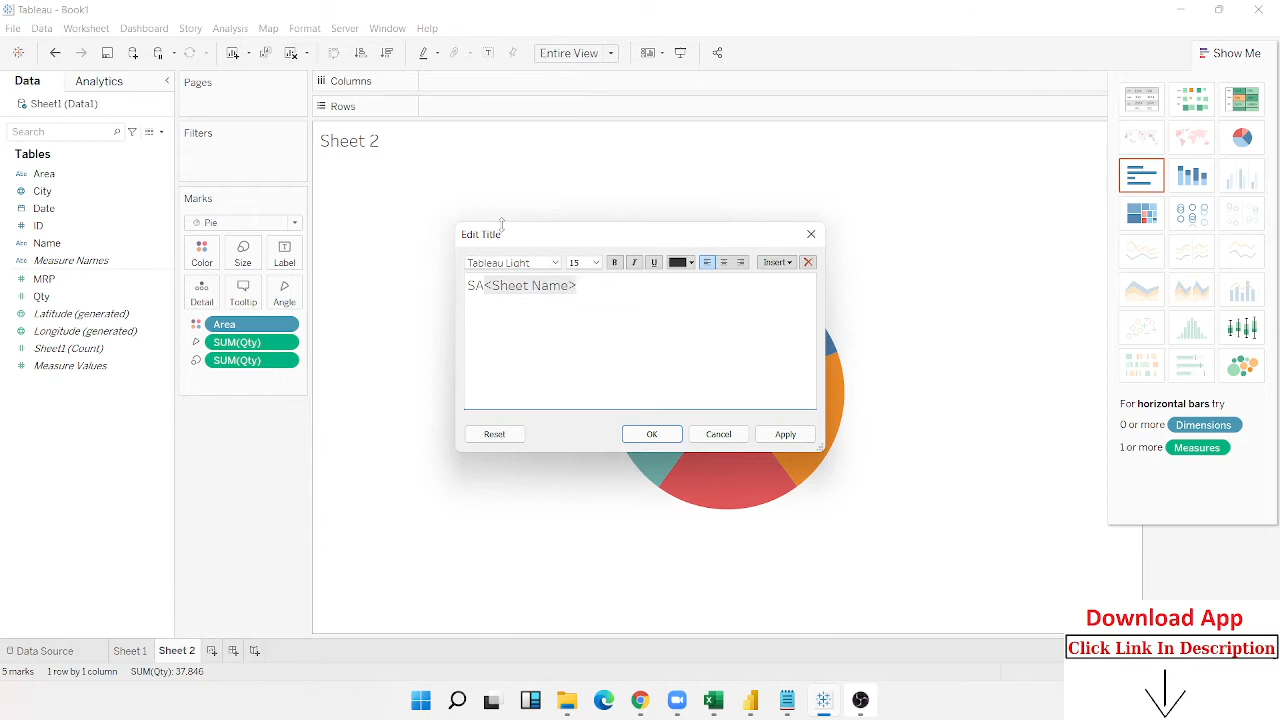 Tableau - Book1
File Data Worksheet Dashboard Story Analysis Map Format Server Window Help
Entire View
Show Me
Data Analytics
Pages
Columns
Rows
Sheet1 (Data1)
Search
Filters
Sheet 2
Tables
Abc Area
City
Date
ID
Abc Name
Abc Measure Names
MRP
Qty
Latitude (generated)
Longitude (generated)
Sheet1 (Count)
Measure Values
Marks
Pie
Color Size Label
Detail Tooltip Angle
Area
SUM(Qty)
SUM(Qty)
Edit Title
Tableau Light 15 B I U Insert
SA<Sheet Name>
Reset OK Cancel Apply
For horizontal bars try
0 or more Dimensions
1 or more Measures
Data Source Sheet 1 Sheet 2
5 marks 1 row by 1 column SUM(Qty): 37.846
Download App
Click Link In Description